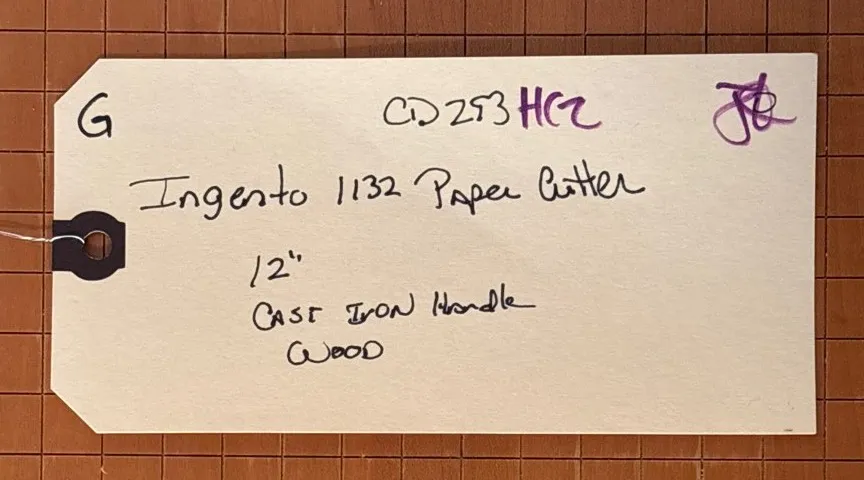 G CD253 HCZ
Ingento 1132 Paper Cutter
12"
CAST IRON Handle
WOOD